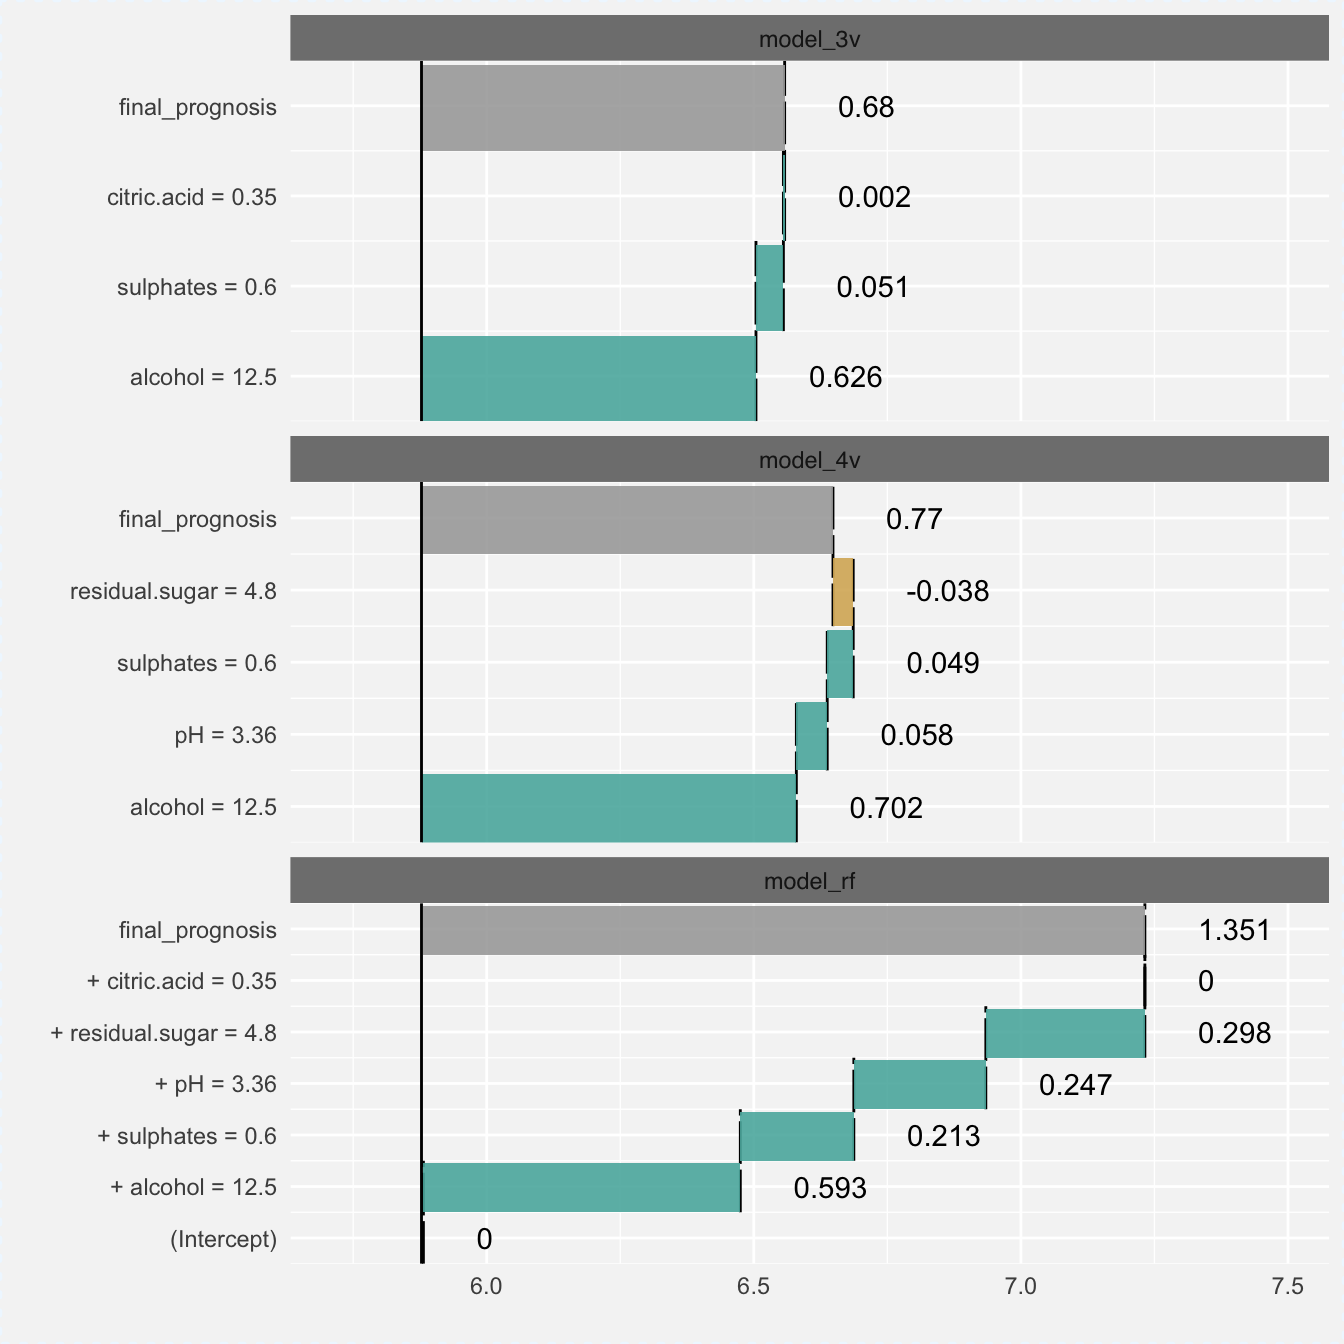 model_3v
final_prognosis 0.68
citric.acid = 0.35 0.002
sulphates = 0.6 0.051
alcohol = 12.5 0.626
model_4v
final_prognosis 0.77
residual.sugar = 4.8 -0.038
sulphates = 0.6 0.049
pH = 3.36 0.058
alcohol = 12.5 0.702
model_rf
final_prognosis 1.351
+ citric.acid = 0.35 0
+ residual.sugar = 4.8 0.298
+ pH = 3.36 0.247
+ sulphates = 0.6 0.213
+ alcohol = 12.5 0.593
(Intercept) 0
6.0 6.5 7.0 7.5